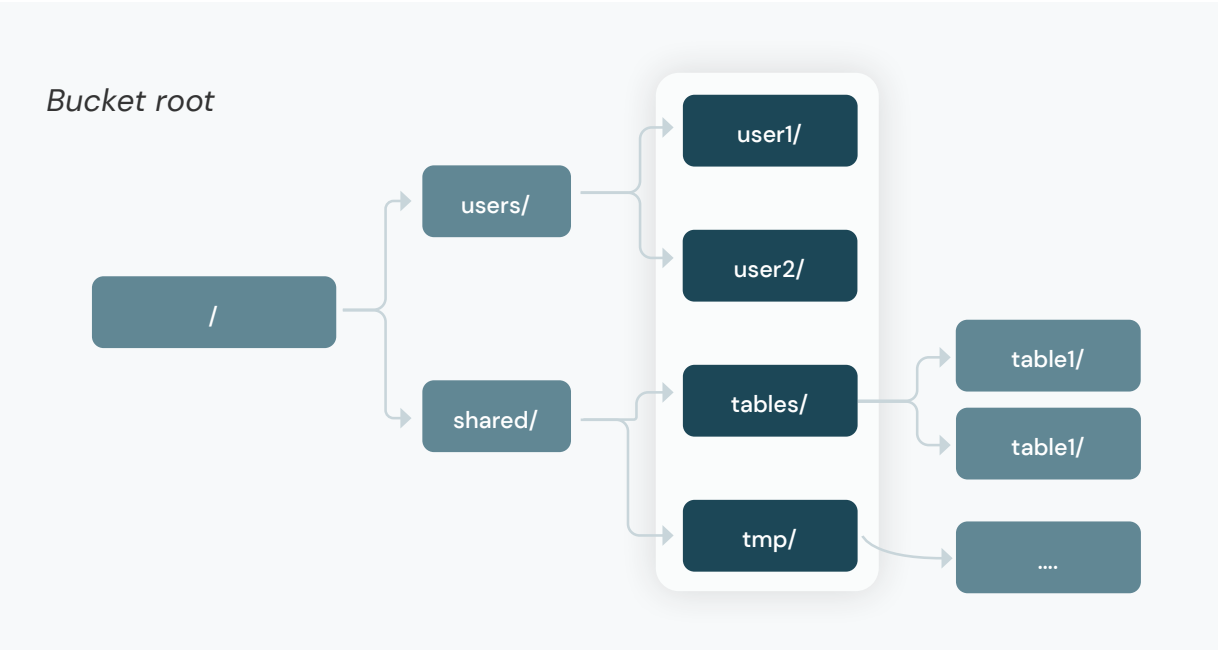 Bucket root
/
users/
shared/
user1/
user2/
tables/
tmp/
table1/
table1/
....